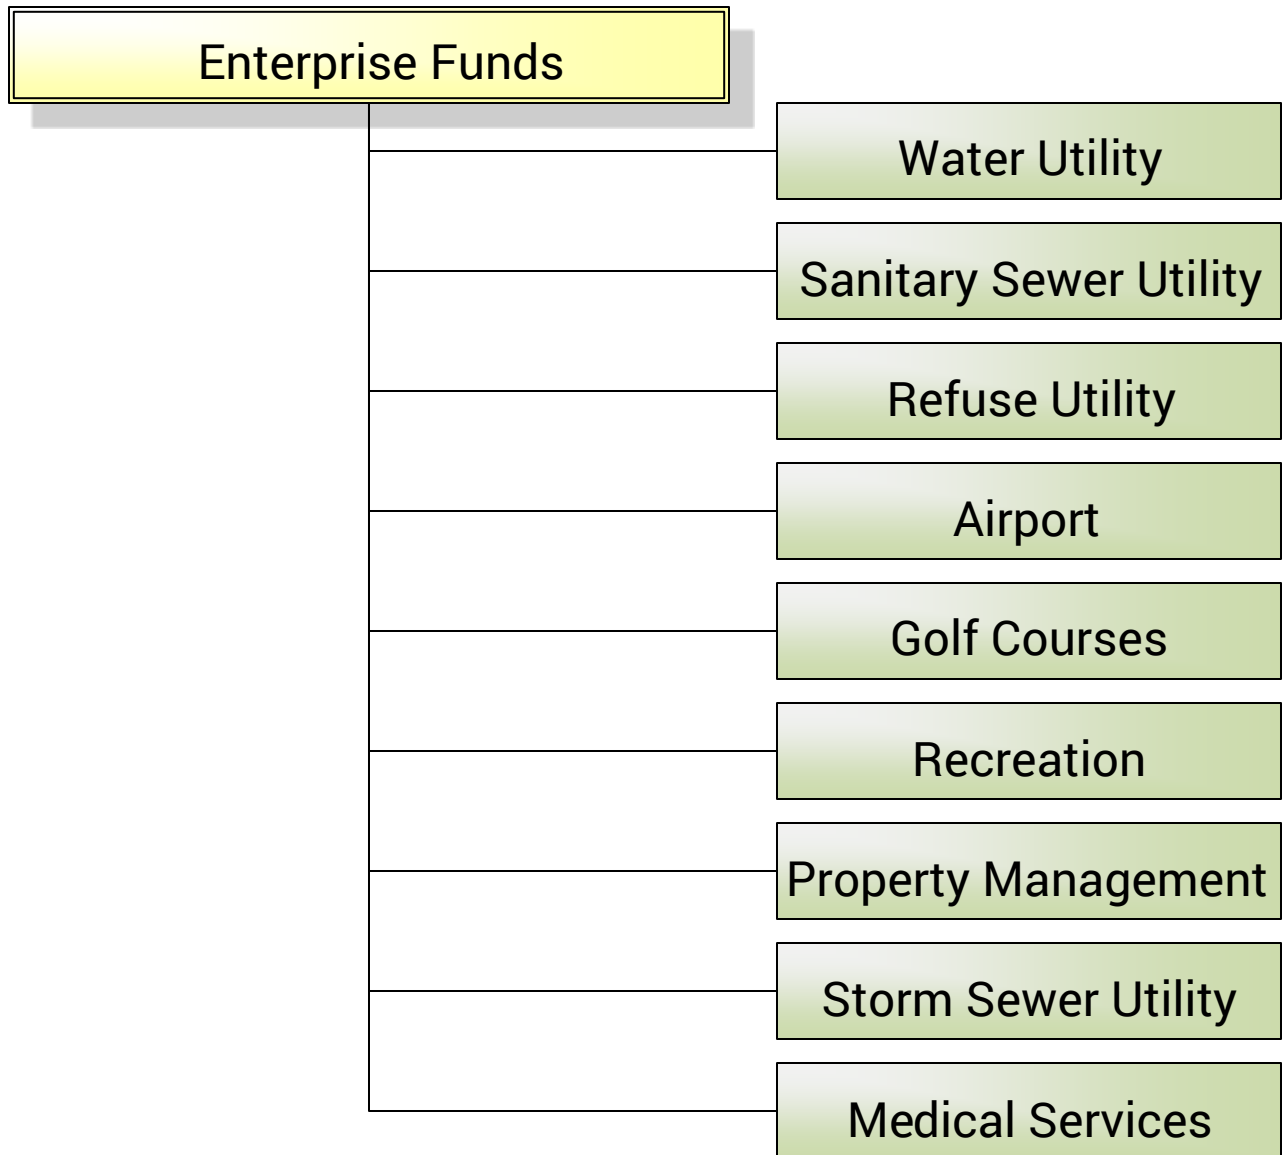 Enterprise Funds
Water Utility
Sanitary Sewer Utility
Refuse Utility
Airport
Golf Courses
Recreation
Property Management
Storm Sewer Utility
Medical Services